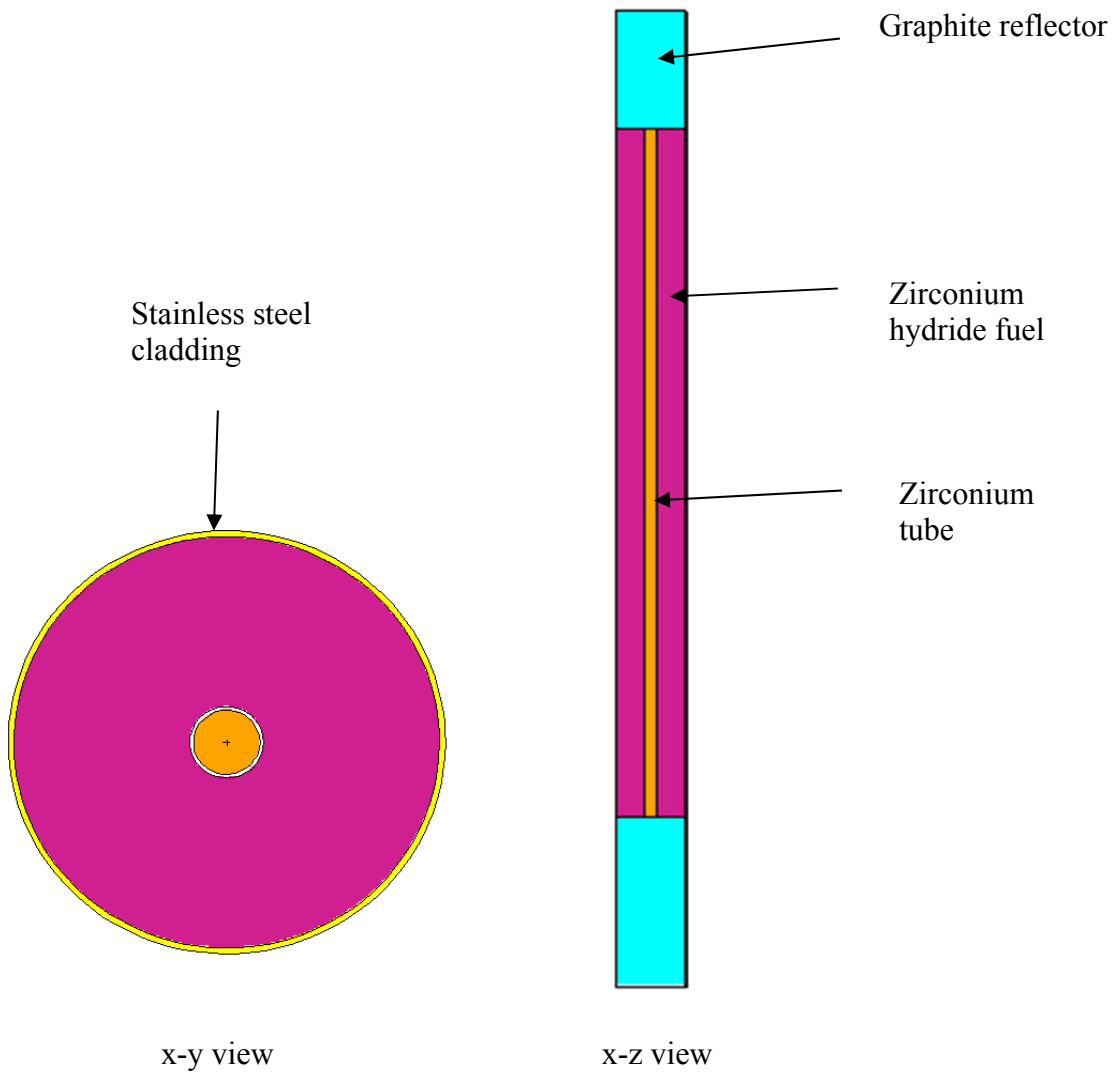 Graphite reflector
Stainless steel
cladding
Zirconium
hydride fuel
Zirconium
tube
x-y view
x-z view